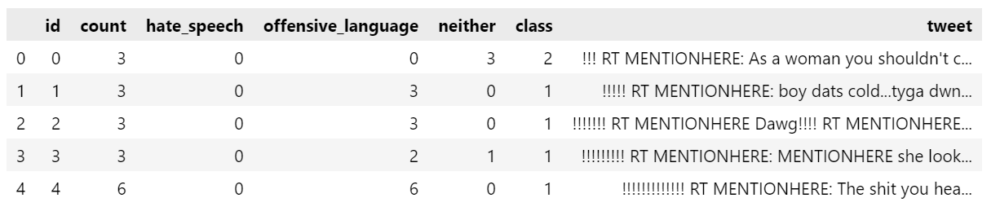 id count hate_speech offensive_language neither class tweet
0 0 3 0 0 3 2 !!! RT MENTIONHERE: As a woman you shouldn't c...
1 1 3 0 3 0 1 !!!!! RT MENTIONHERE: boy dats cold...tyga dwn...
2 2 3 0 3 0 1 !!!!!!! RT MENTIONHERE Dawg!!!! RT MENTIONHERE...
3 3 3 0 2 1 1 !!!!!!!!! RT MENTIONHERE: MENTIONHERE she look...
4 4 6 0 6 0 1 !!!!!!!!!!!!! RT MENTIONHERE: The shit you hea...